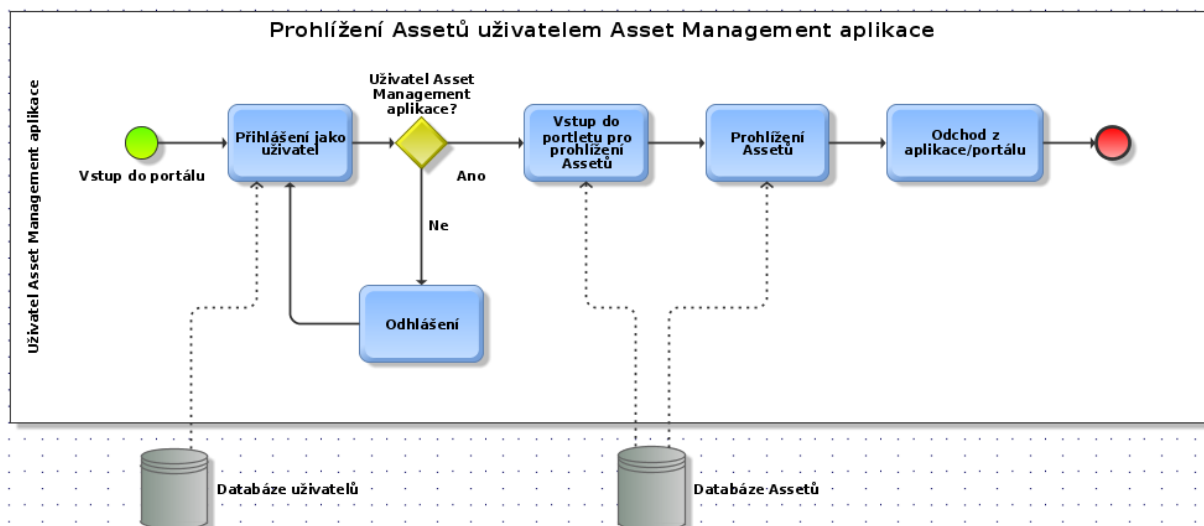 Prohlížení Assetů uživatelem Asset Management aplikace
Uživatel Asset Management aplikace
Vstup do portálu
Přihlášení jako
uživatel
Uživatel Asset
Management
aplikace?
Ano
Ne
Odhlášení
Vstup do
portletu pro
prohlížení
Assetů
Prohlížení
Assetů
Odchod z
aplikace/portálu
Databáze uživatelů
Databáze Assetů